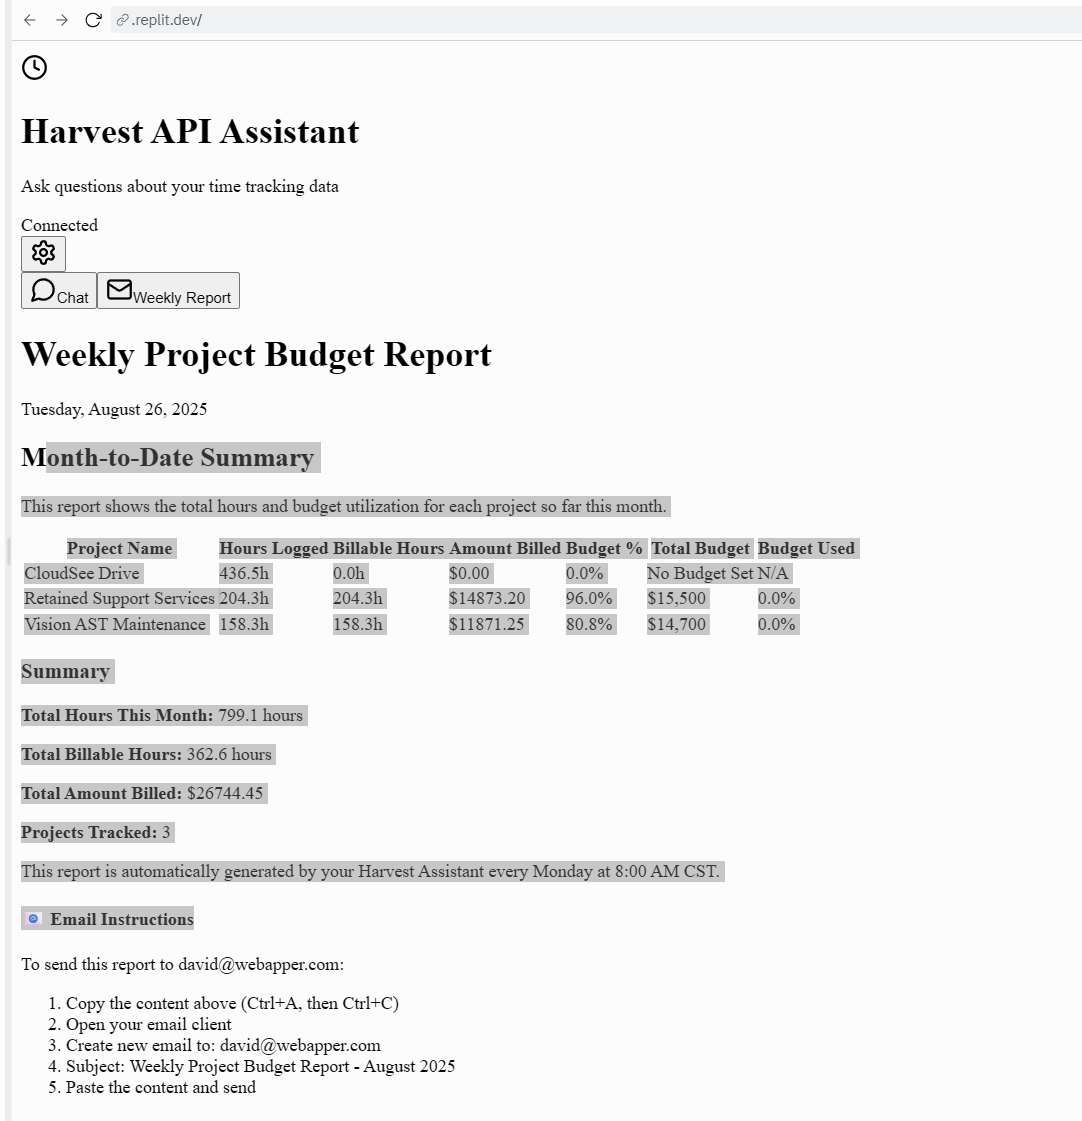 .replit.dev/
Harvest API Assistant
Ask questions about your time tracking data
Connected
Chat Weekly Report
Weekly Project Budget Report
Tuesday, August 26, 2025
Month-to-Date Summary
This report shows the total hours and budget utilization for each project so far this month.
Project Name Hours Logged Billable Hours Amount Billed Budget % Total Budget Budget Used
CloudSee Drive 436.5h 0.0h $0.00 0.0% No Budget Set N/A
Retained Support Services 204.3h 204.3h $14873.20 96.0% $15,500 0.0%
Vision AST Maintenance 158.3h 158.3h $11871.25 80.8% $14,700 0.0%
Summary
Total Hours This Month: 799.1 hours
Total Billable Hours: 362.6 hours
Total Amount Billed: $26744.45
Projects Tracked: 3
This report is automatically generated by your Harvest Assistant every Monday at 8:00 AM CST.
Email Instructions
To send this report to david@webapper.com:
1. Copy the content above (Ctrl+A, then Ctrl+C)
2. Open your email client
3. Create new email to: david@webapper.com
4. Subject: Weekly Project Budget Report - August 2025
5. Paste the content and send